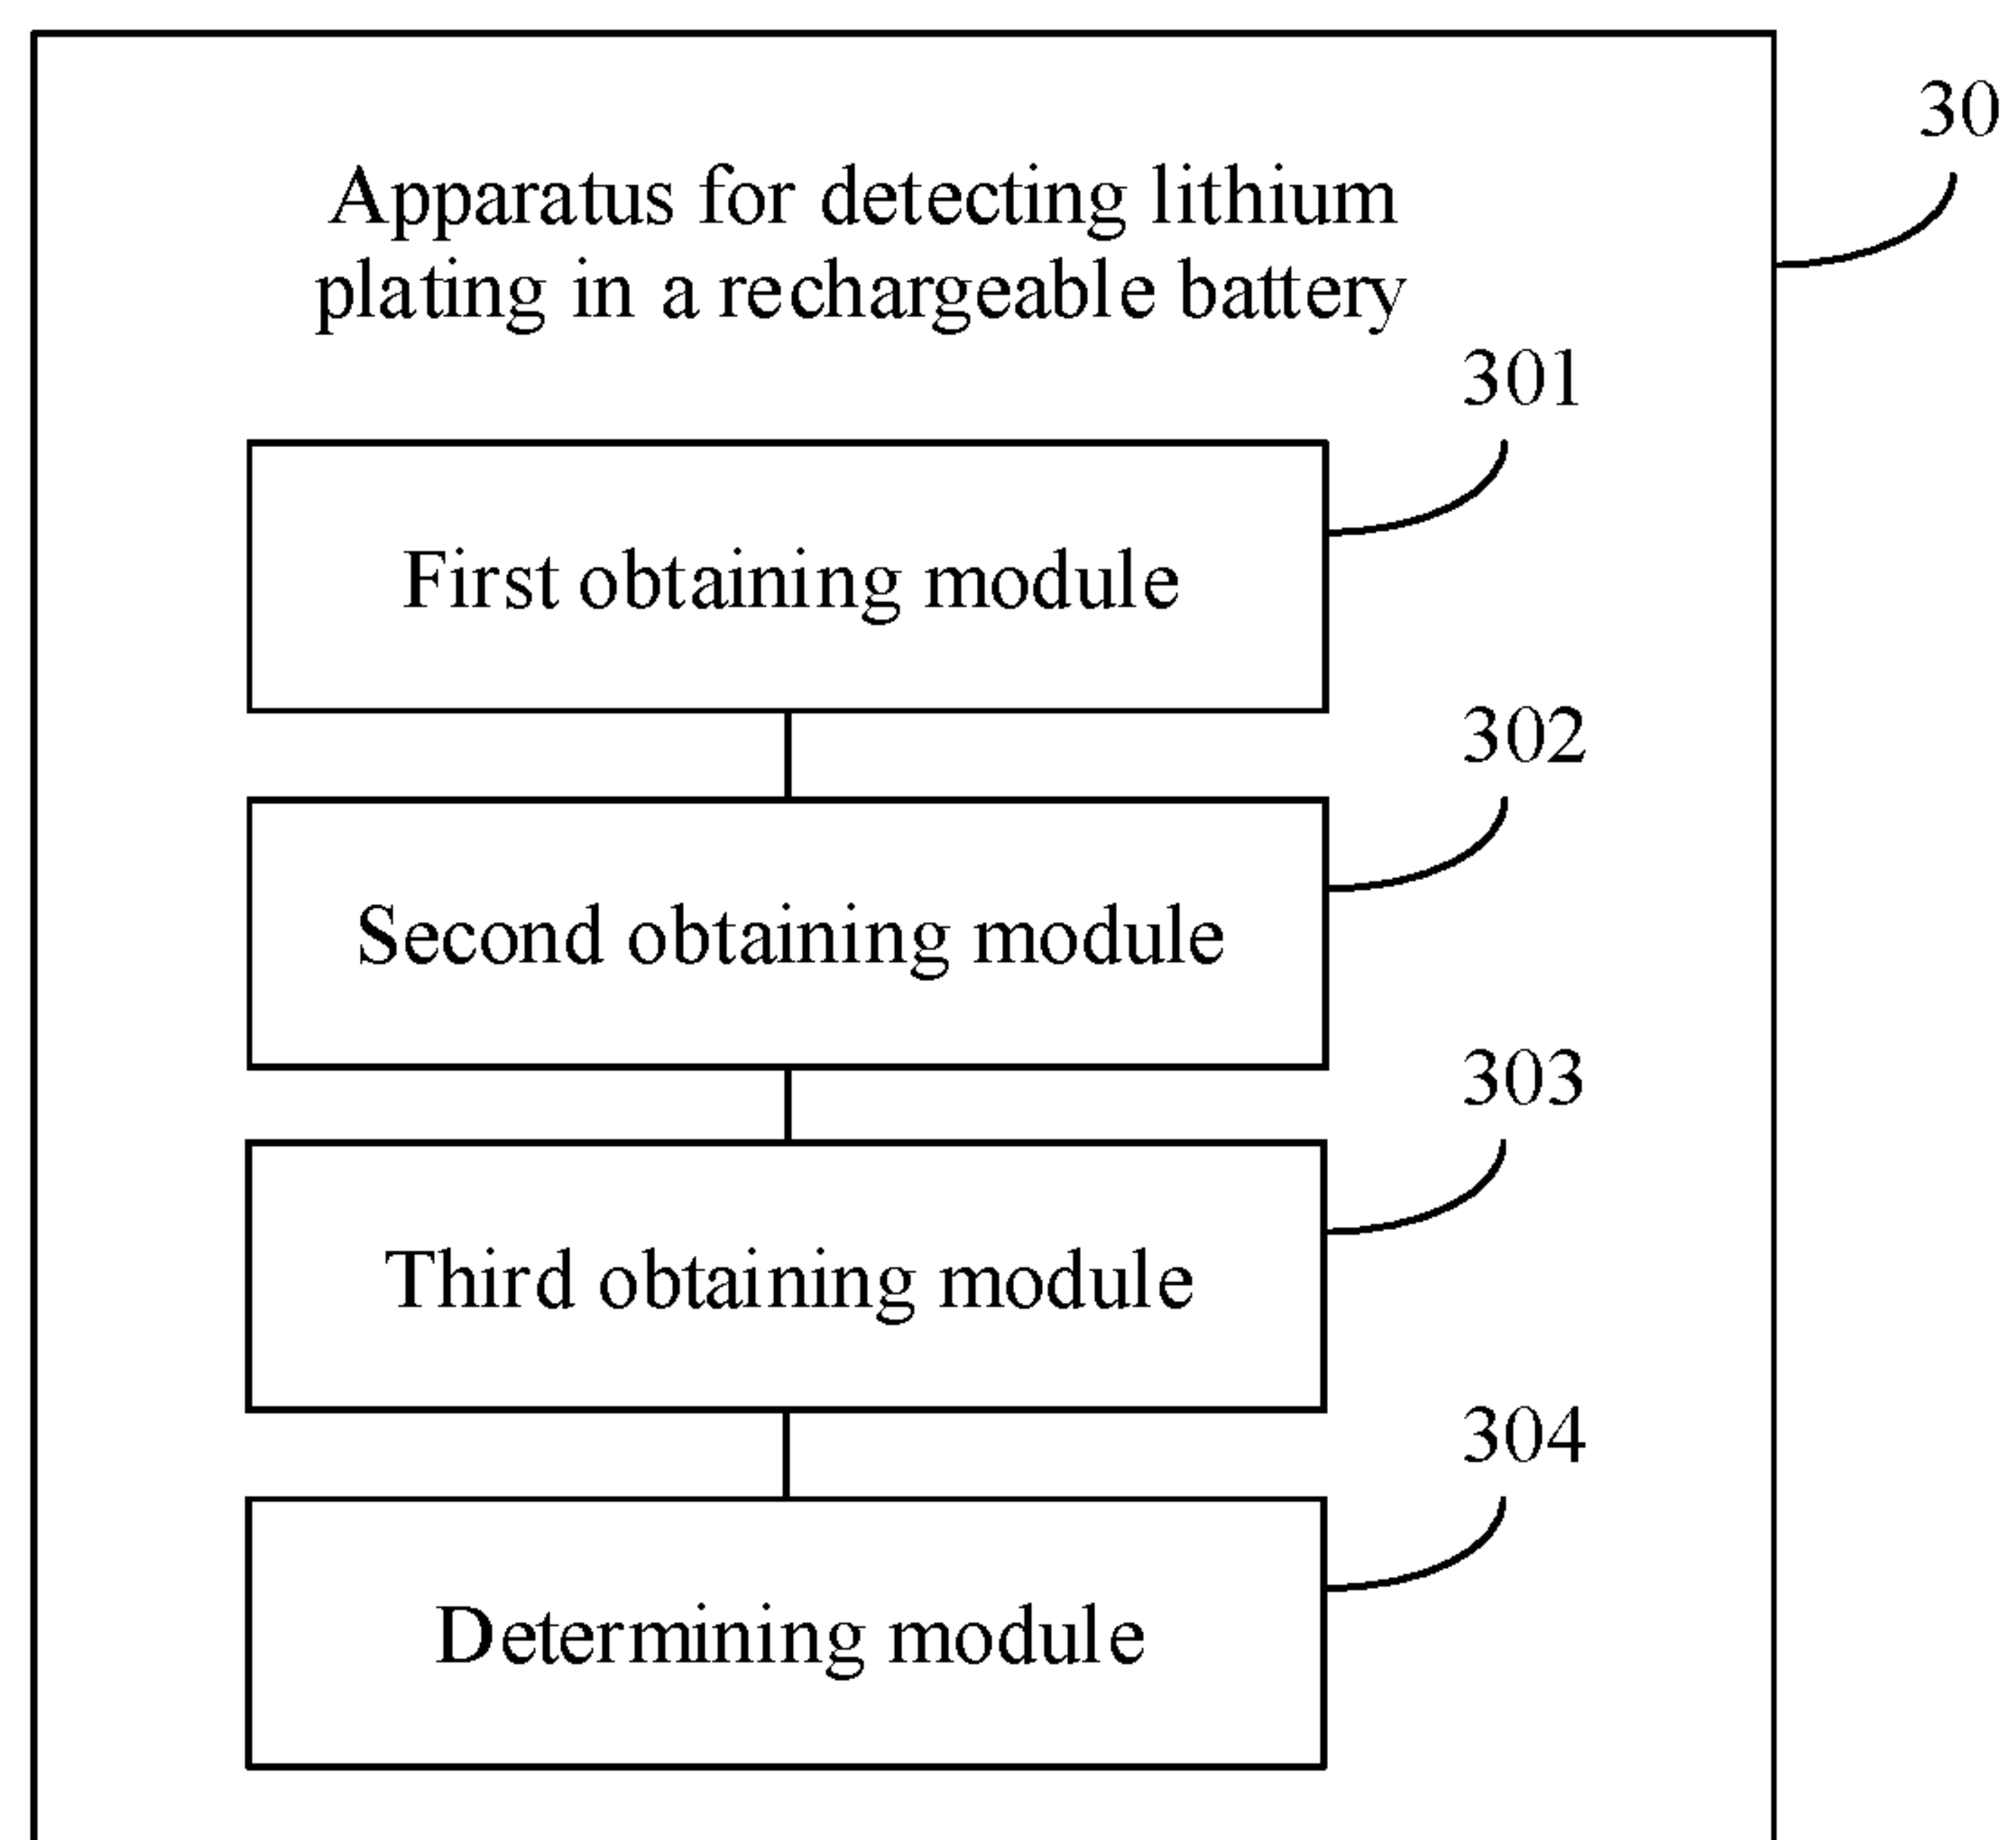 30
Apparatus for detecting lithium
plating in a rechargeable battery
301
First obtaining module
302
Second obtaining module
303
Third obtaining module
304
Determining module